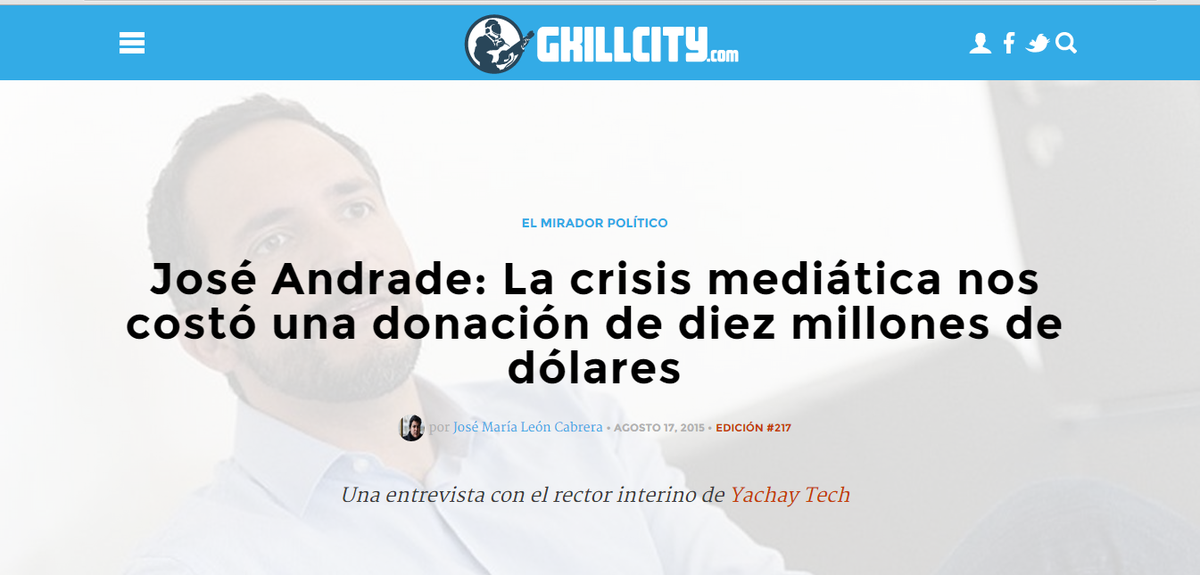 GKILLCITY.com
EL MIRADOR POLÍTICO
José Andrade: La crisis mediática nos
costó una donación de diez millones de
dólares
por José María León Cabrera • AGOSTO 17, 2015 • EDICIÓN #217
Una entrevista con el rector interino de Yachay Tech